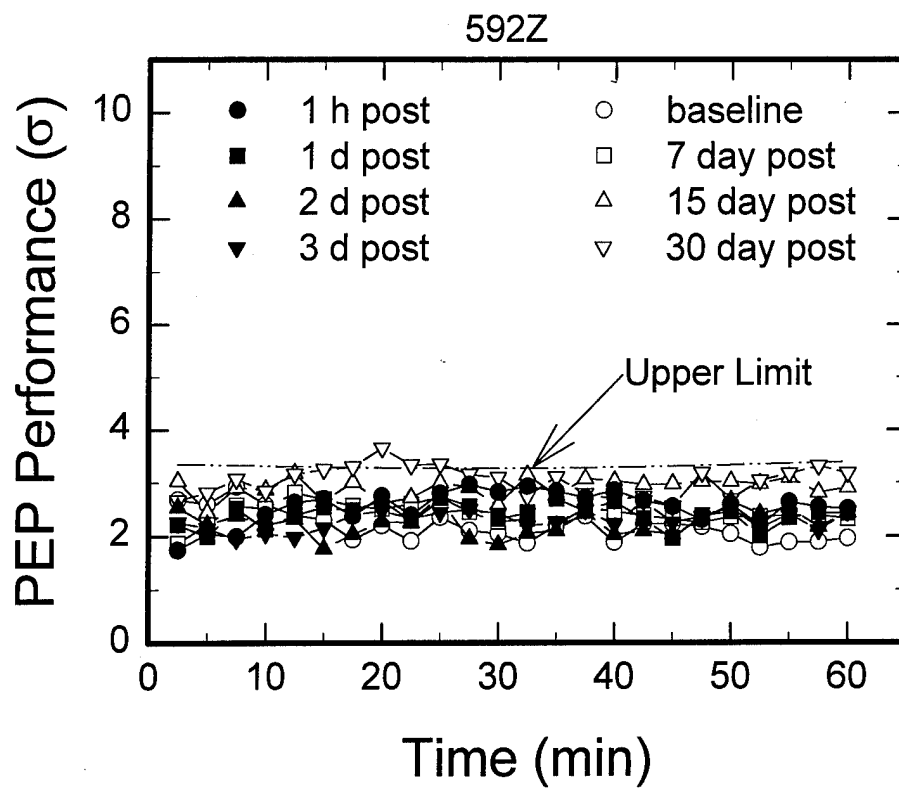 592Z
PEP Performance (σ)
10
8
6
4
2
0
1 h post
1 d post
2 d post
3 d post
baseline
7 day post
15 day post
30 day post
Upper Limit
0 10 20 30 40 50 60
Time (min)